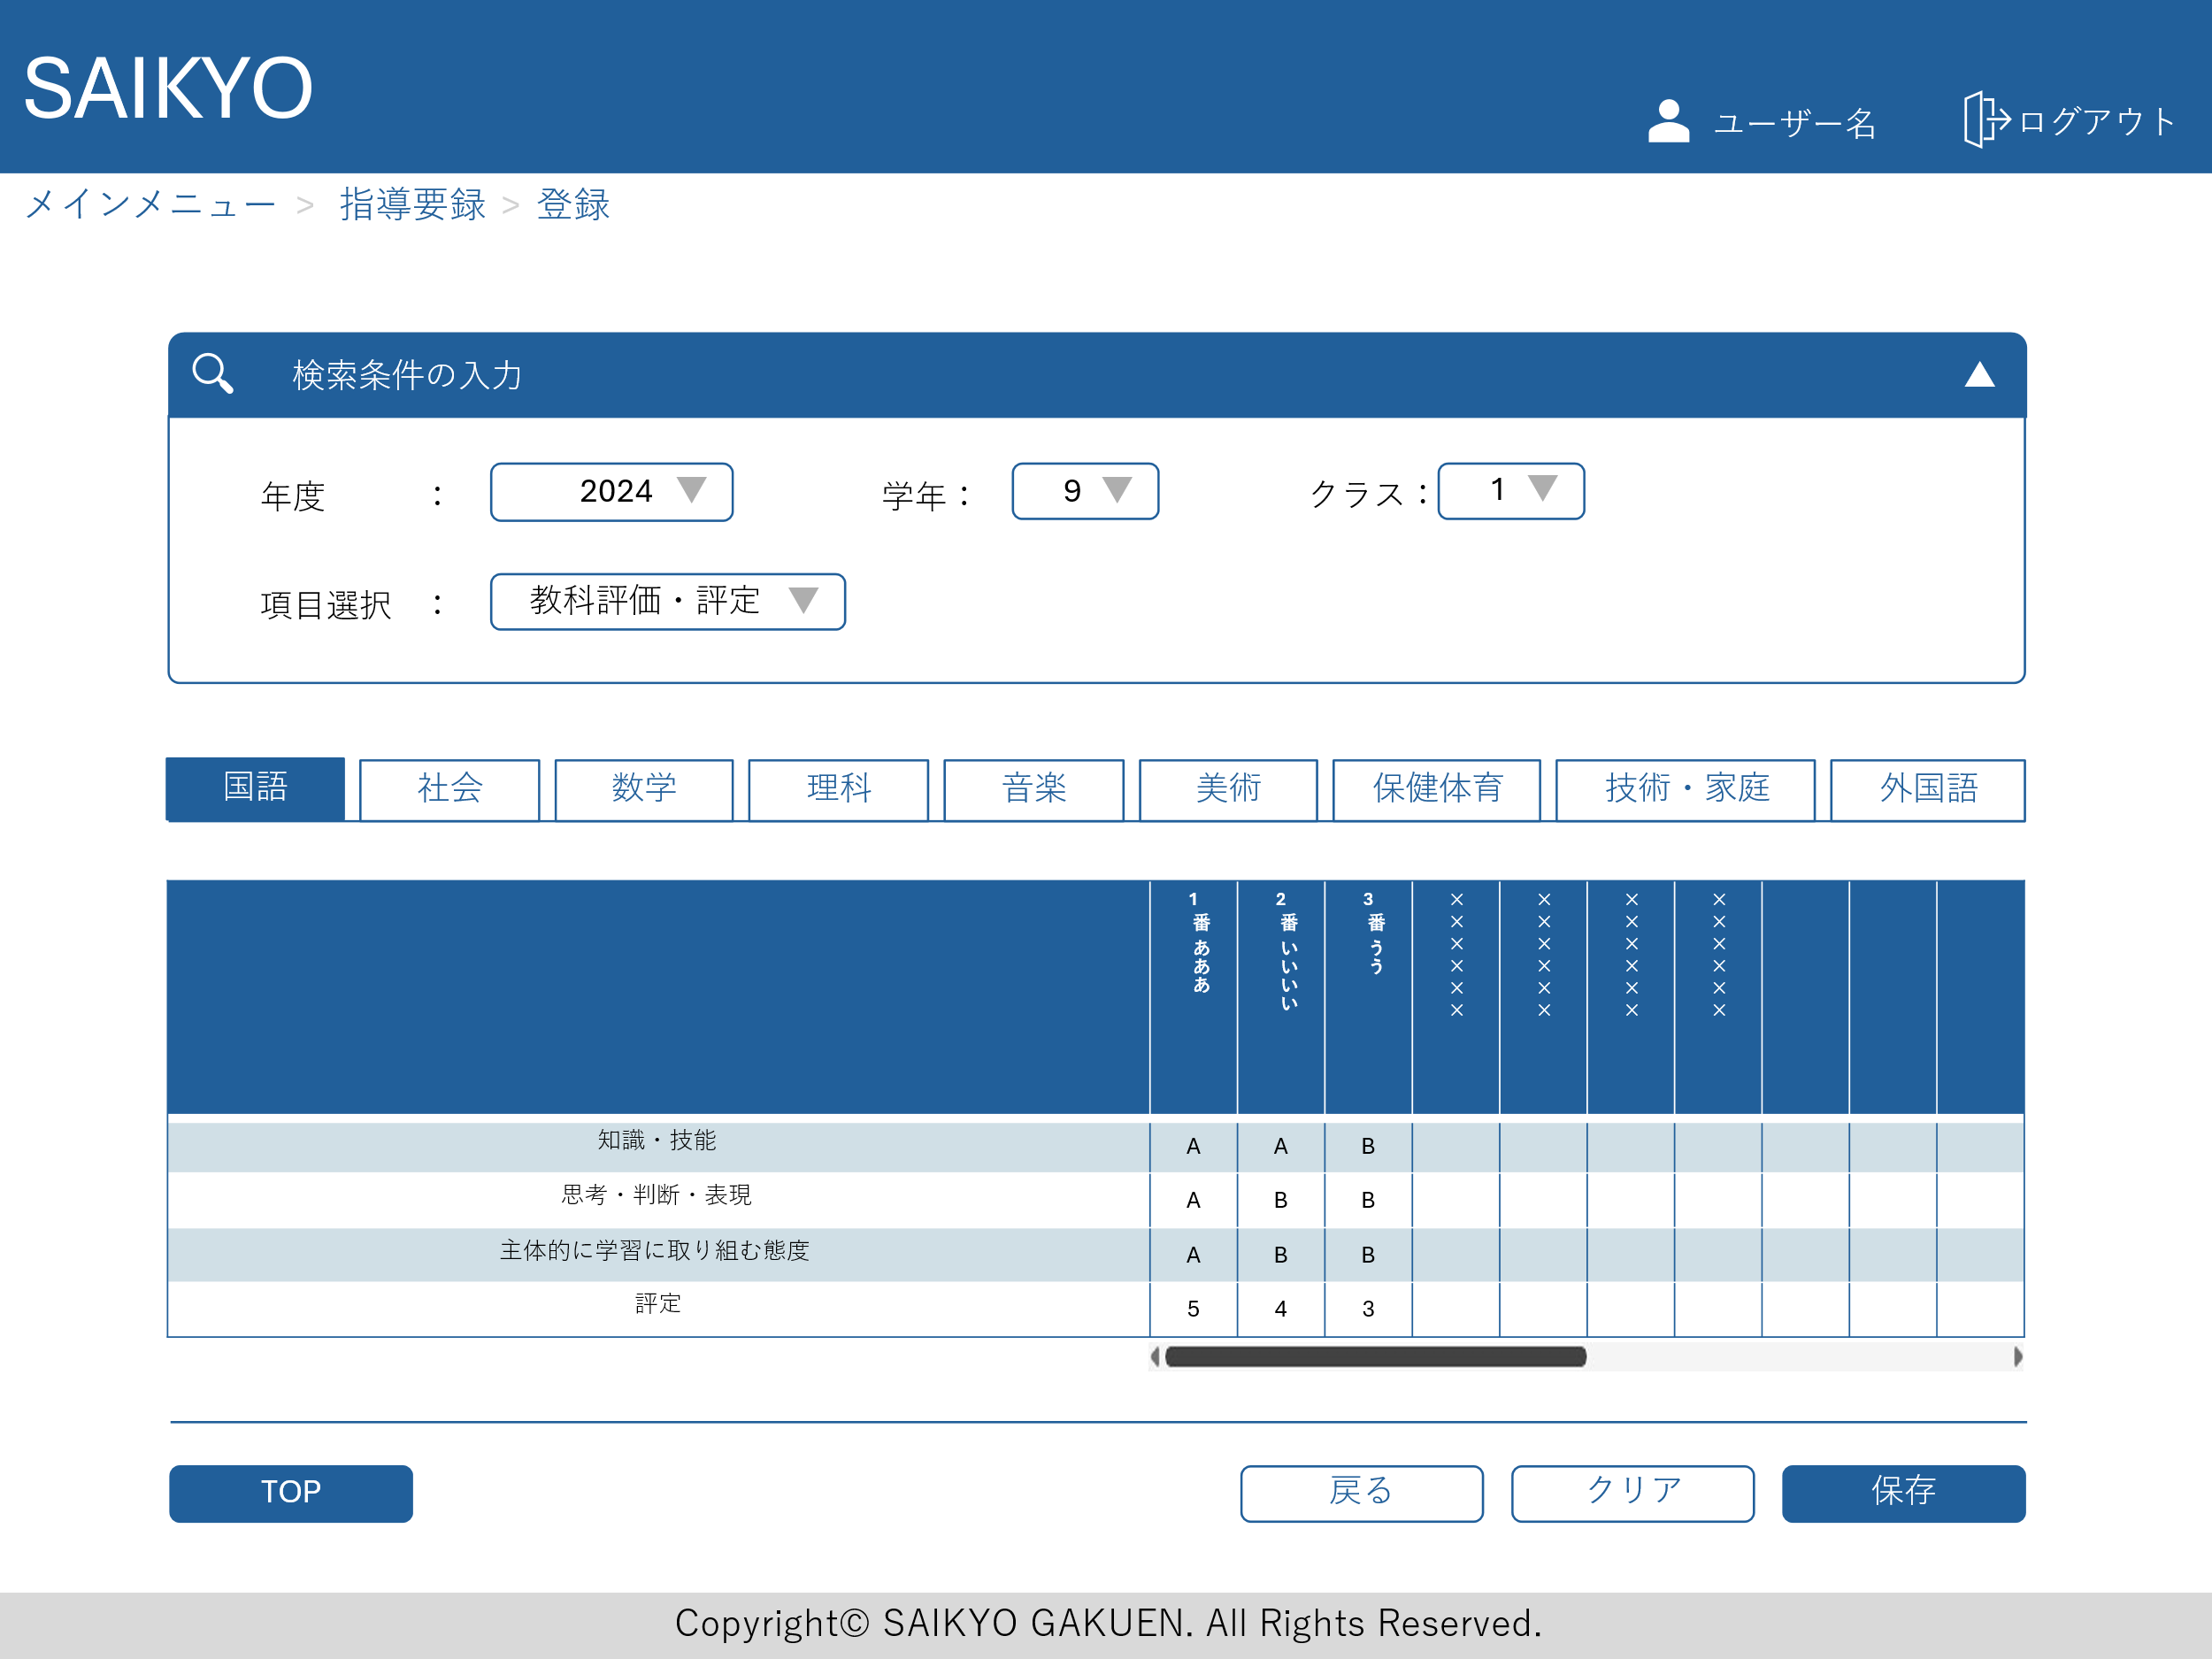 SAIKYO
ユーザー名
ログアウト
メインメニュー > 指導要録 > 登録
検索条件の入力
年度 : 2024 学年: 9 クラス: 1
項目選択 : 教科評価・評定
国語 社会 数学 理科 音楽 美術 保健体育 技術・家庭 外国語
1番 あああ
2番 いいいい
3番 うう
××××××
××××××
××××××
××××××
知識・技能 A A B
思考・判断・表現 A B B
主体的に学習に取り組む態度 A B B
評定 5 4 3
TOP 戻る クリア 保存
Copyright© SAIKYO GAKUEN. All Rights Reserved.